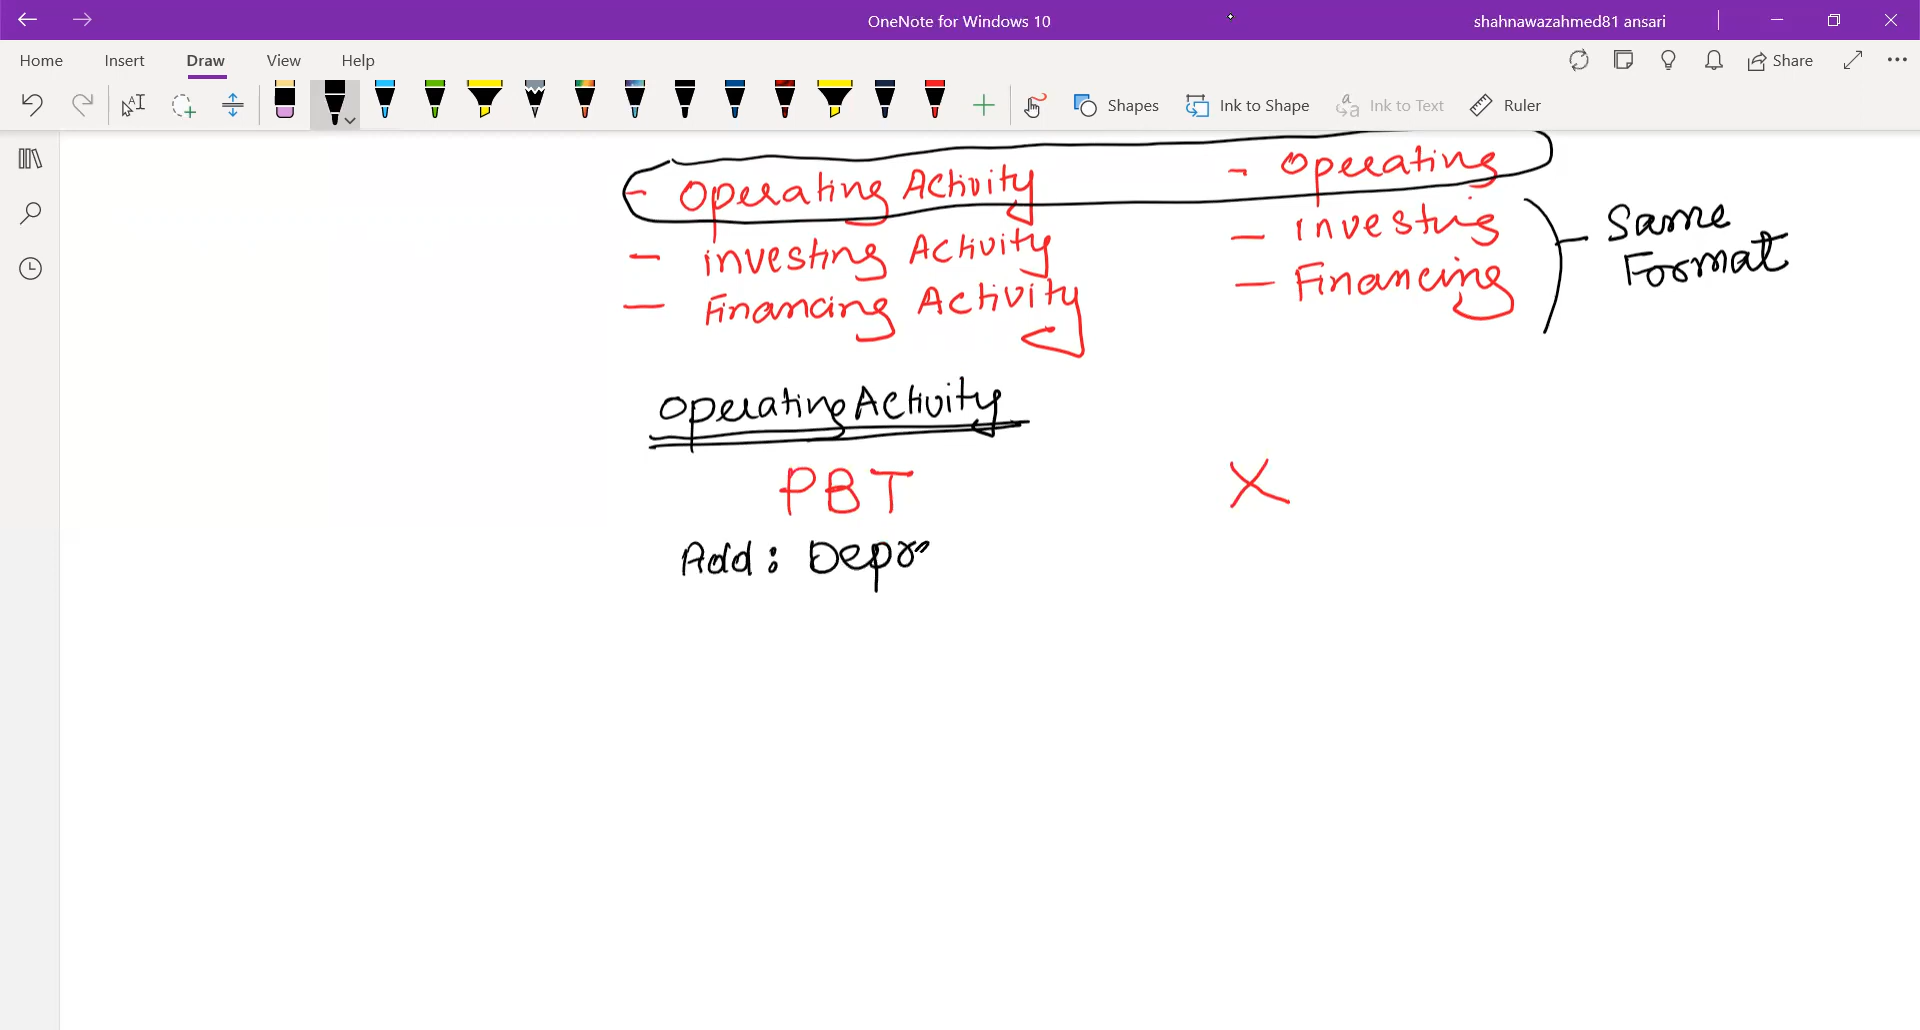 OneNote for Windows 10
shahnawazahmed81 ansari
Home Insert Draw View Help
Share
Shapes Ink to Shape Ink to Text Ruler
- Operating Activity - Operating
- investing Activity - Investing
- Financing Activity - Financing
Same
Format
Operating Activity
PBT X
Add: Depr